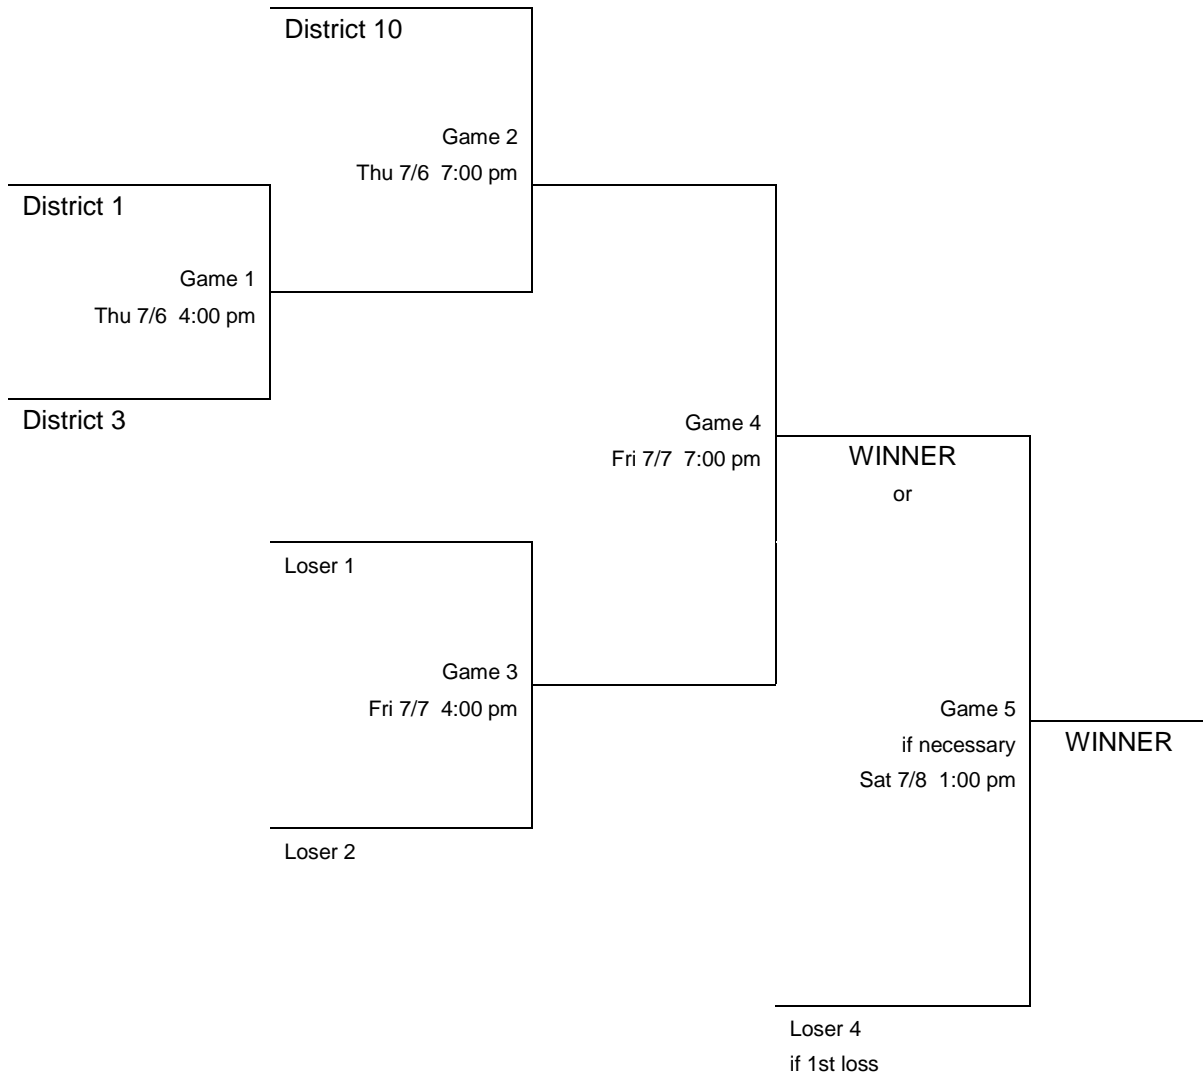 District 10
Game 2
Thu 7/6  7:00 pm
District 1
Game 1
Thu 7/6  4:00 pm
District 3
Game 4
Fri 7/7  7:00 pm
WINNER
or
Loser 1
Game 3
Fri 7/7  4:00 pm
Game 5
if necessary
Sat 7/8  1:00 pm
WINNER
Loser 2
Loser 4
if 1st loss